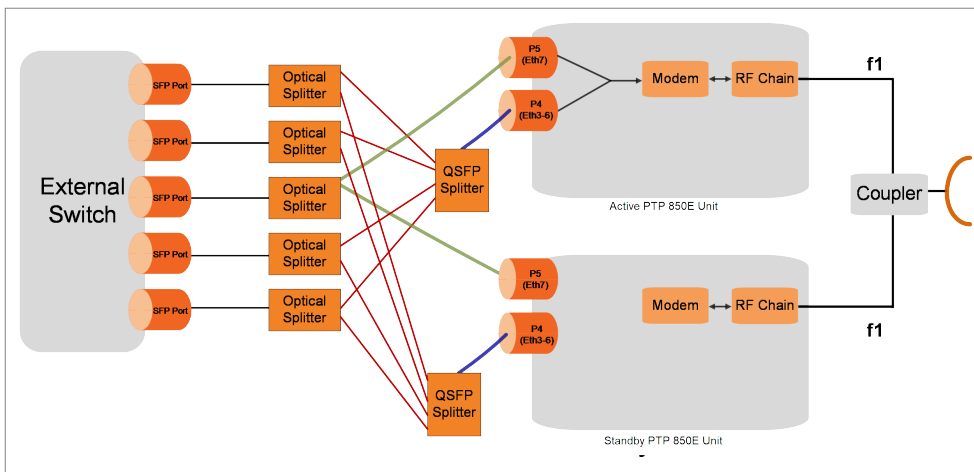 External
Switch
SFP Port
SFP Port
SFP Port
SFP Port
SFP Port
Optical
Splitter
Optical
Splitter
Optical
Splitter
Optical
Splitter
Optical
Splitter
QSFP
Splitter
QSFP
Splitter
P5
(Eth7)
P4
(Eth3-6)
Modem
RF Chain
Active PTP 850E Unit
f1
Coupler
P5
(Eth7)
P4
(Eth3-6)
Modem
RF Chain
f1
Standby PTP 850E Unit